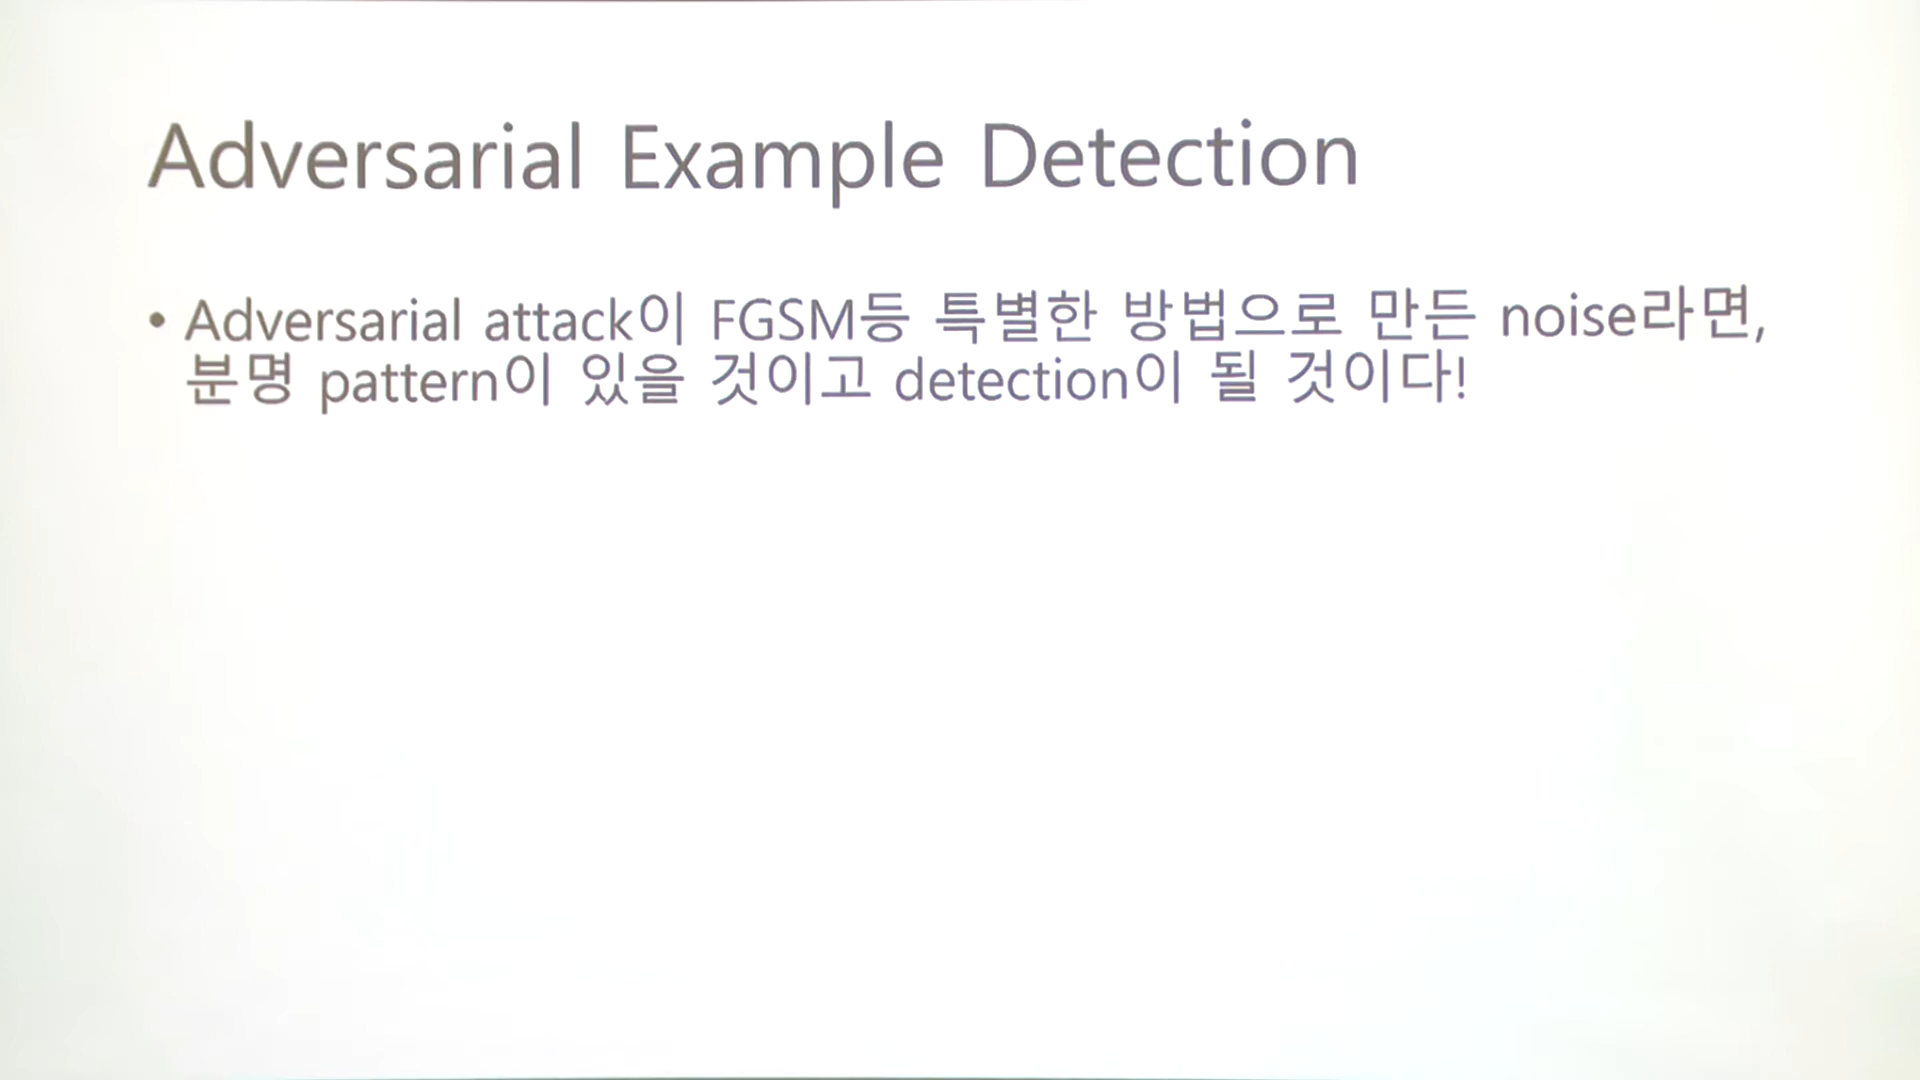 Adversarial Example Detection
• Adversarial attack이 FGSM등 특별한 방법으로 만든 noise라면,
분명 pattern이 있을 것이고 detection이 될 것이다!